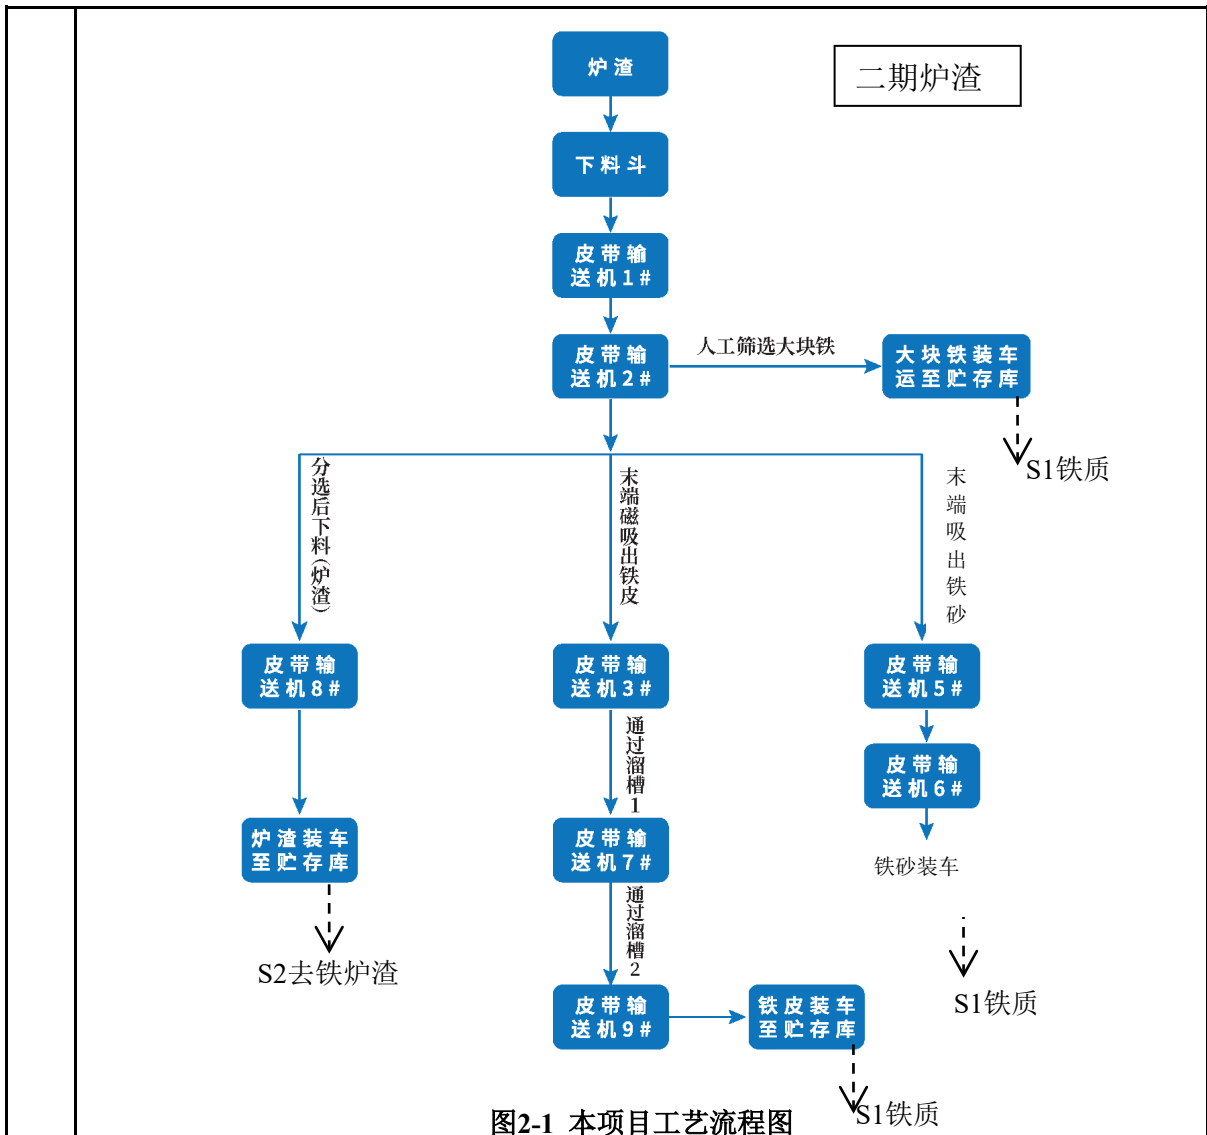 炉渣
二期炉渣
下料斗
皮带输
送机1#
皮带输
送机2#
人工筛选大块铁
大块铁装车
运至贮存库
S1铁质
分选后下料(炉渣)
末端磁吸出铁皮
末端吸出铁砂
皮带输
送机8#
皮带输
送机3#
皮带输
送机5#
通过溜槽1
皮带输
送机6#
炉渣装车
至贮存库
皮带输
送机7#
铁砂装车
通过溜槽2
S2去铁炉渣
S1铁质
皮带输
送机9#
铁皮装车
至贮存库
S1铁质
图2-1 本项目工艺流程图